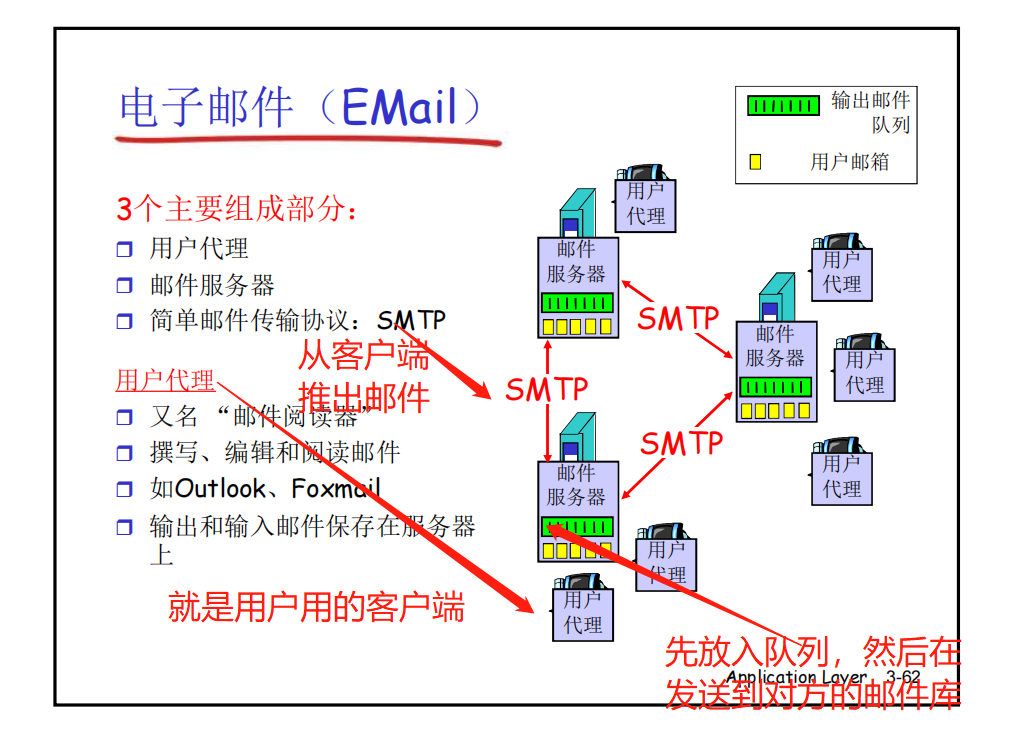 电子邮件（EMail）
输出邮件
队列
用户邮箱
3个主要组成部分：
用户代理
邮件服务器
简单邮件传输协议：SMTP
从客户端
推出邮件
用户代理
又名 “邮件阅读器”
撰写、编辑和阅读邮件
如Outlook、Foxmail
输出和输入邮件保存在服务器
上
就是用户用的客户端
用户
代理
邮件
服务器
用户
代理
SMTP
邮件
服务器
用户
代理
SMTP
SMTP
用户
代理
邮件
服务器
用户
代理
用户
代理
先放入队列，然后在
发送到对方的邮件库
Application Layer 3-62